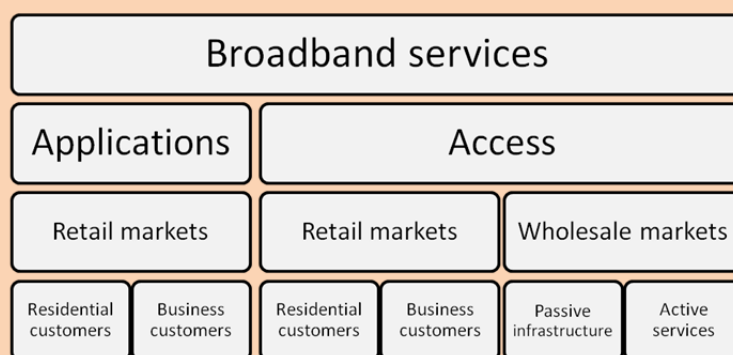 Broadband services
Applications Access
Retail markets Retail markets Wholesale markets
Residential Business Residential Business Passive Active
customers customers customers customers infrastructure services